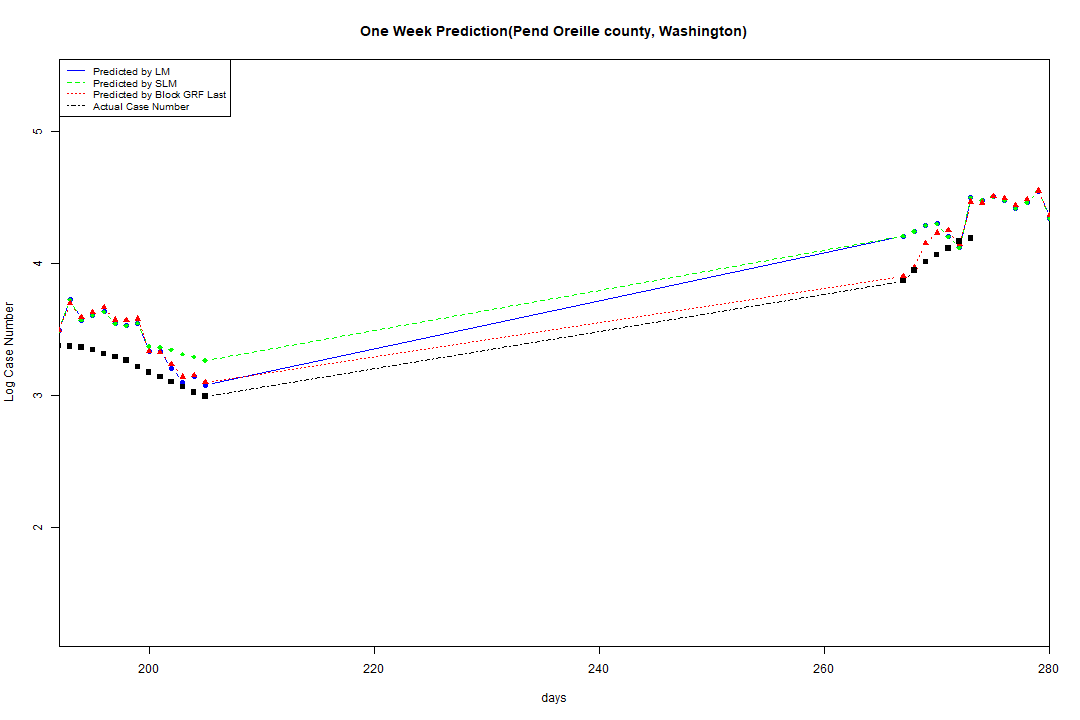 One Week Prediction(Pend Oreille county, Washington)
Predicted by LM
Predicted by SLM
Predicted by Block GRF Last
Actual Case Number
5
4
3
2
Log Case Number
200 220 240 260 280
days